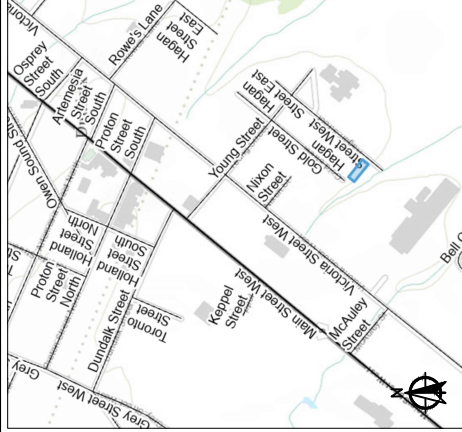 Victoria
Osprey
Street
South
Artemesia
Street
South
Rowe's Lane
Hagan
East
Proton
Street
South
Owen Sound St
Young Street
Hagan
Street East
Gold Street
Hagan
Street West
Nixon
Street
Holland
Street
North
Holland
Street
South
Proton
Street
North
Victoria Street West
Main Street West
Dundalk Street
Toronto
Street
Keppel
Street
McAuley
Street
Bell C
Grey
Grey Street West
Grey Street
N